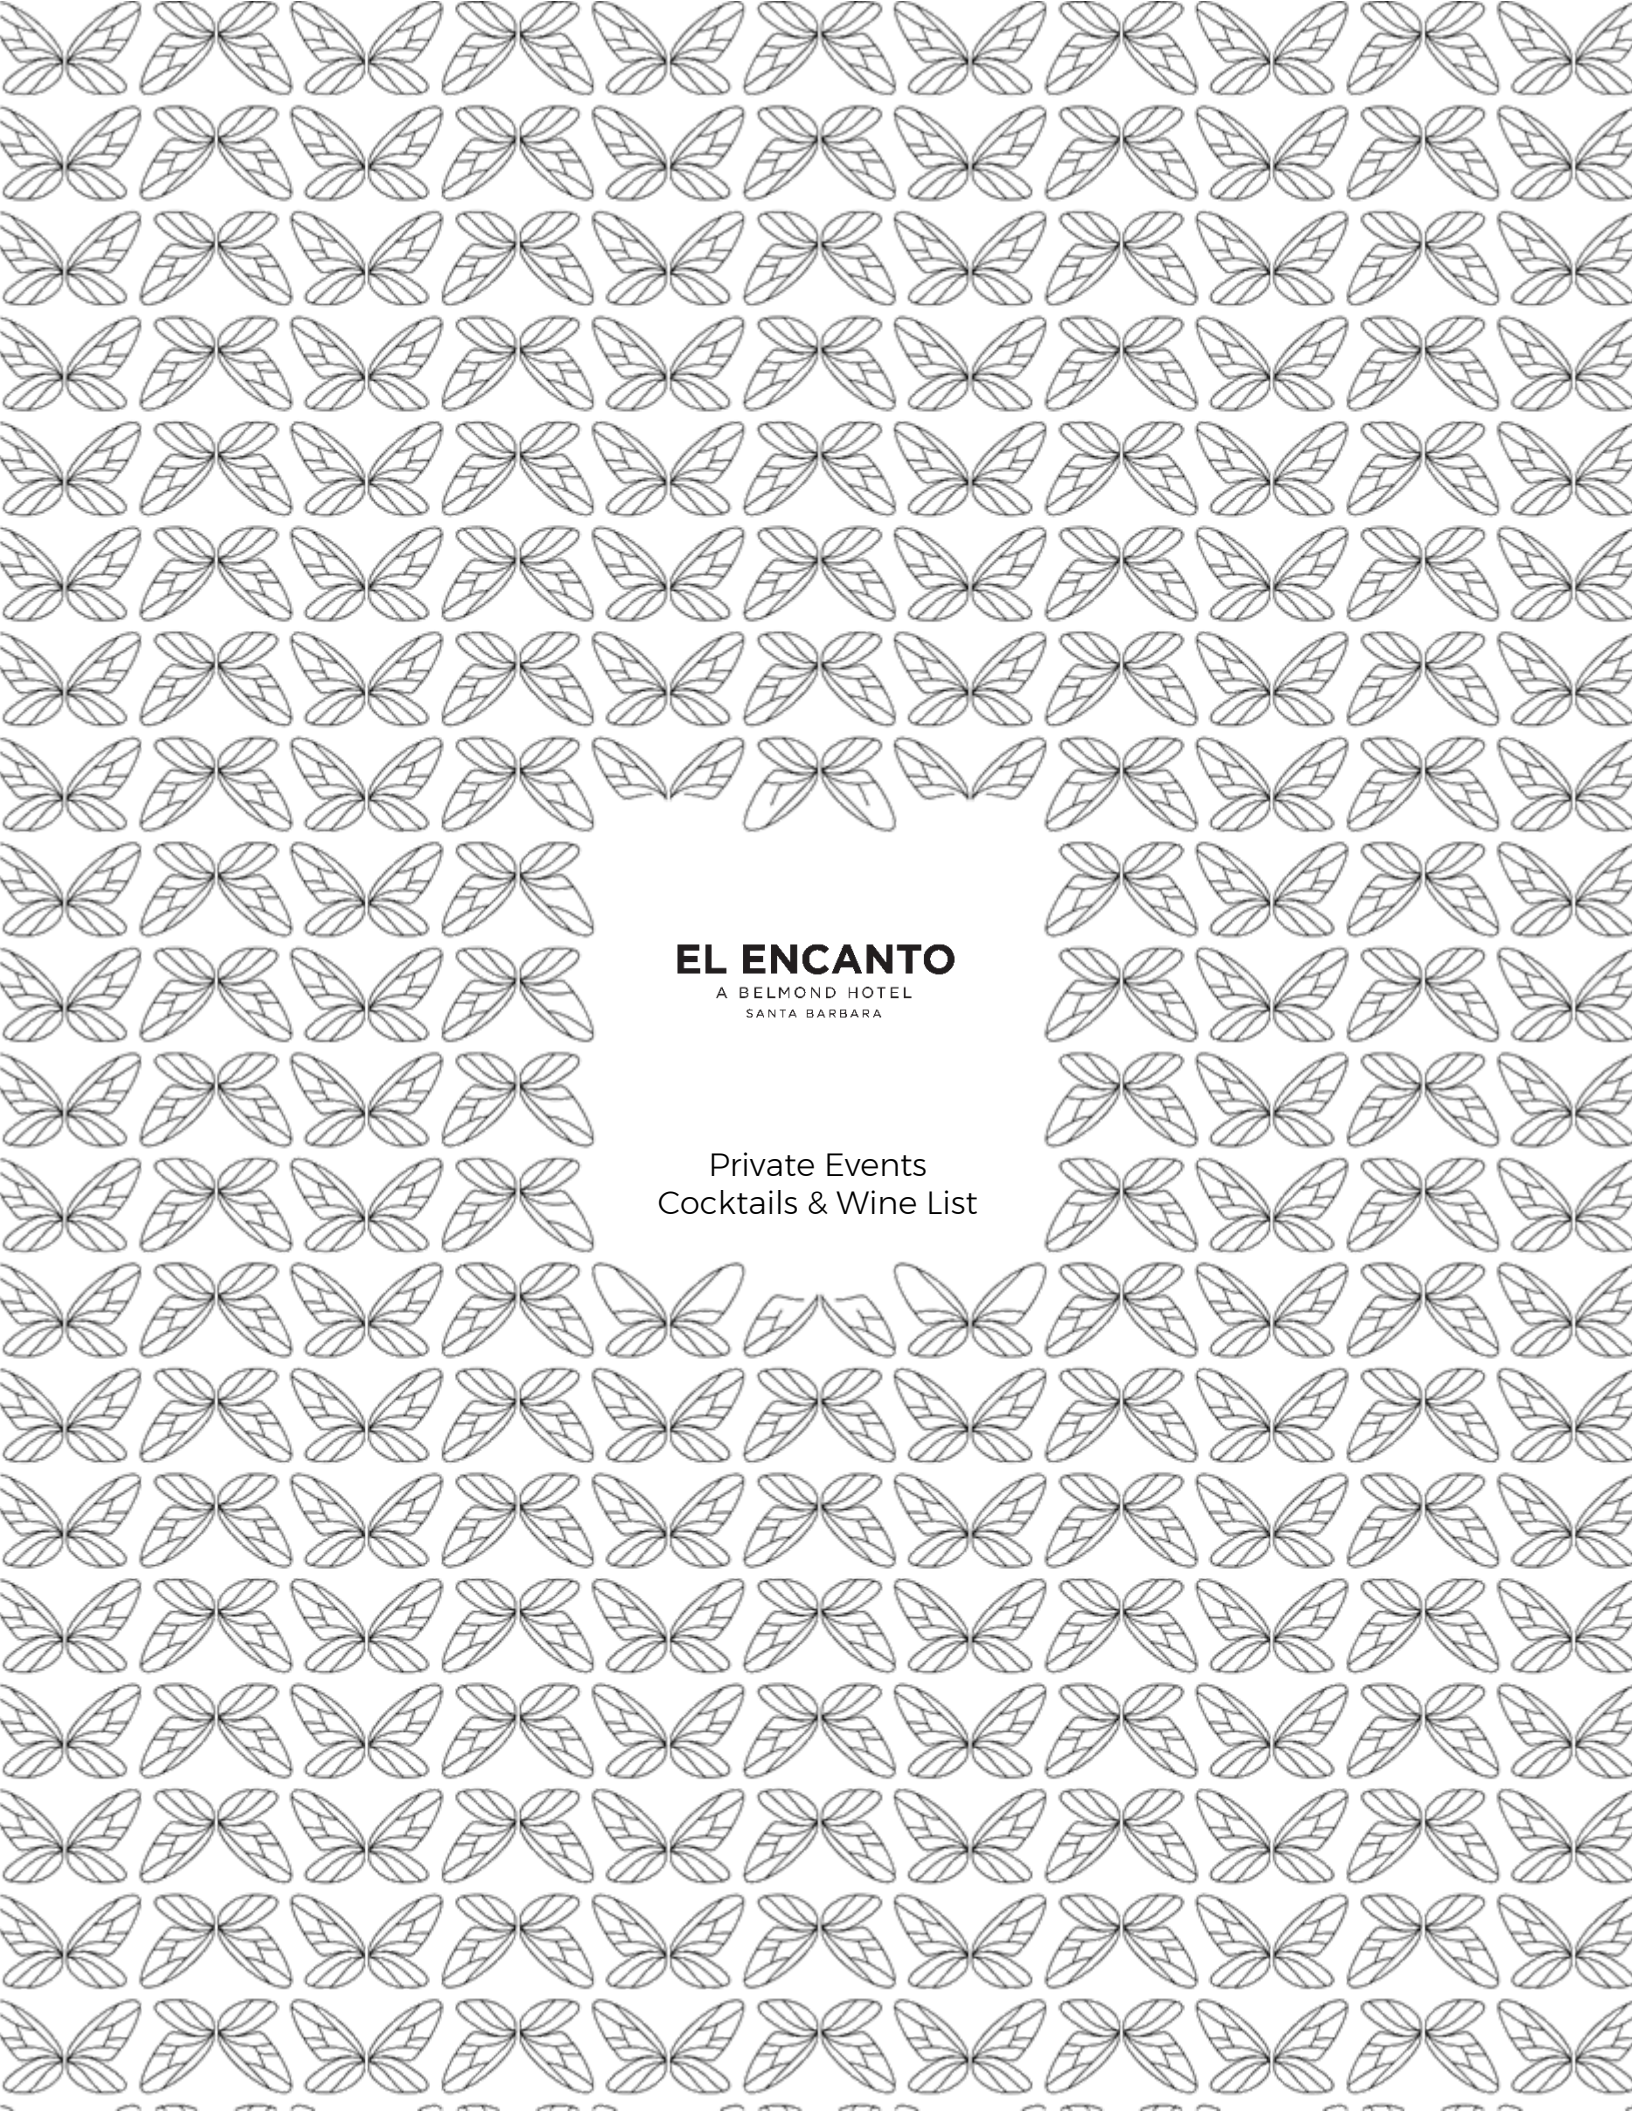 EL ENCANTO
A BELMOND HOTEL
SANTA BARBARA
Private Events
Cocktails & Wine List